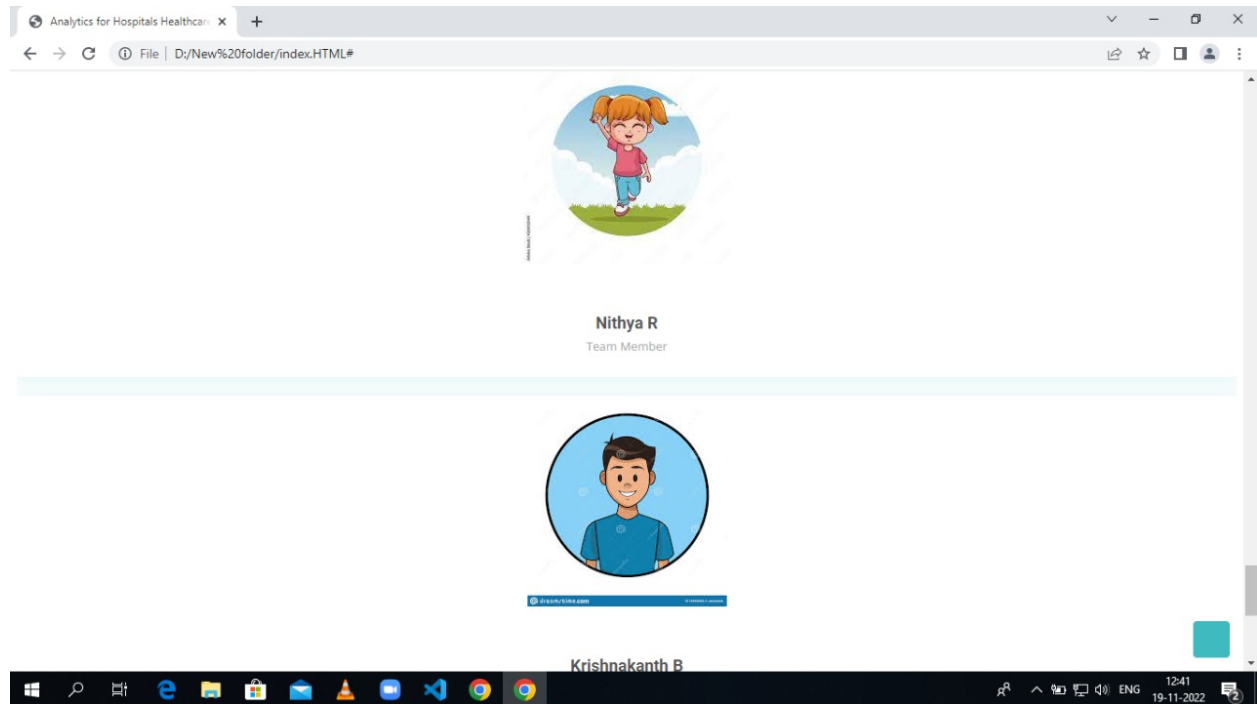 Analytics for Hospitals Healthcar
File | D:/New%20folder/index.HTML#
Nithya R
Team Member
dreamstime.com
Krishnakanth B
ENG
12:41
19-11-2022
2